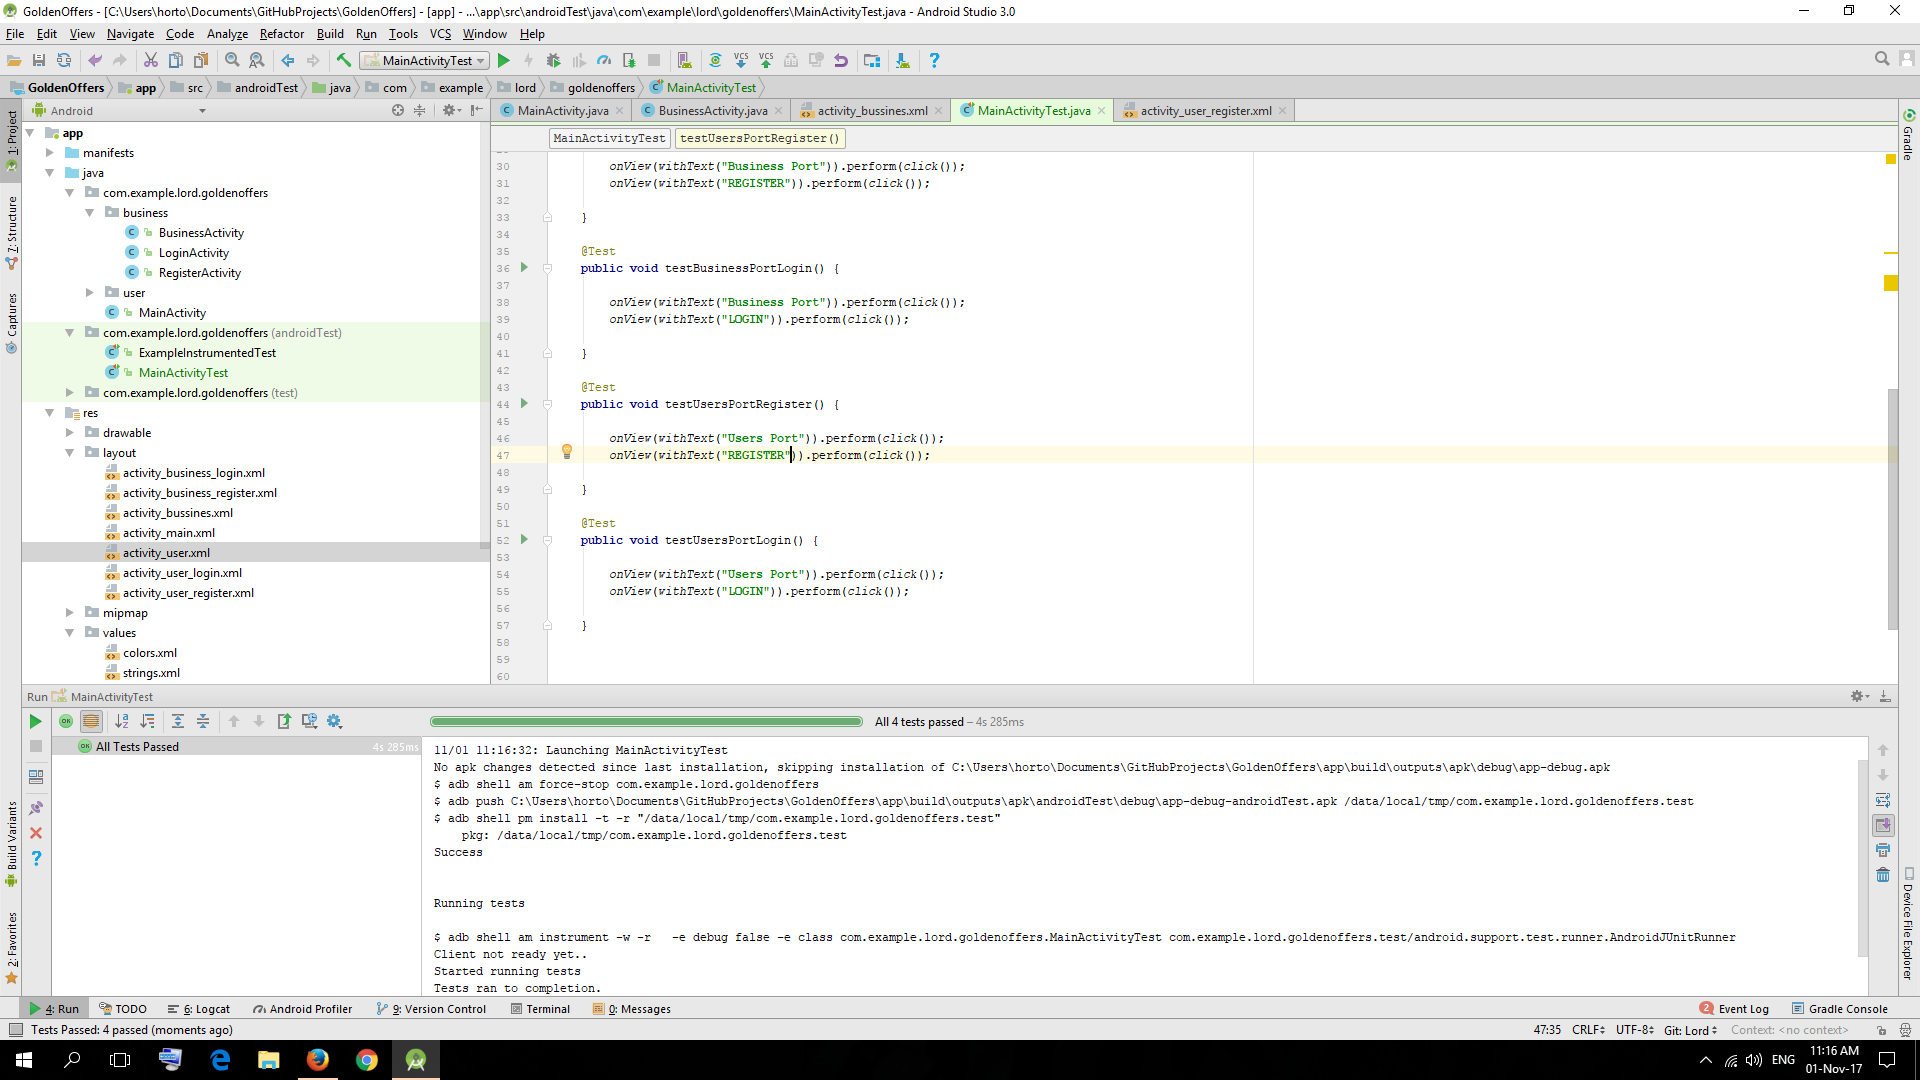 GoldenOffers - [C:\Users\horto\Documents\GitHubProjects\GoldenOffers] - [app] - ...\app\src\androidTest\java\com\example\lord\goldenoffers\MainActivityTest.java - Android Studio 3.0
File Edit View Navigate Code Analyze Refactor Build Run Tools VCS Window Help
MainActivityTest
GoldenOffers app src androidTest java com example lord goldenoffers MainActivityTest
Android
MainActivity.java BusinessActivity.java activity_bussines.xml MainActivityTest.java activity_user_register.xml
MainActivityTest testUsersPortRegister()
1: Project
7: Structure
Captures
Build Variants
2: Favorites
app
manifests
java
com.example.lord.goldenoffers
business
BusinessActivity
LoginActivity
RegisterActivity
user
MainActivity
com.example.lord.goldenoffers (androidTest)
ExampleInstrumentedTest
MainActivityTest
com.example.lord.goldenoffers (test)
res
drawable
layout
activity_business_login.xml
activity_business_register.xml
activity_bussines.xml
activity_main.xml
activity_user.xml
activity_user_login.xml
activity_user_register.xml
mipmap
values
colors.xml
strings.xml
30 onView(withText("Business Port")).perform(click());
31 onView(withText("REGISTER")).perform(click());
32
33 }
34
35 @Test
36 public void testBusinessPortLogin() {
37
38 onView(withText("Business Port")).perform(click());
39 onView(withText("LOGIN")).perform(click());
40
41 }
42
43 @Test
44 public void testUsersPortRegister() {
45
46 onView(withText("Users Port")).perform(click());
47 onView(withText("REGISTER")).perform(click());
48
49 }
50
51 @Test
52 public void testUsersPortLogin() {
53
54 onView(withText("Users Port")).perform(click());
55 onView(withText("LOGIN")).perform(click());
56
57 }
58
59
60
Gradle
Device File Explorer
Run MainActivityTest
All 4 tests passed – 4s 285ms
All Tests Passed 4s 285ms
11/01 11:16:32: Launching MainActivityTest
No apk changes detected since last installation, skipping installation of C:\Users\horto\Documents\GitHubProjects\GoldenOffers\app\build\outputs\apk\debug\app-debug.apk
$ adb shell am force-stop com.example.lord.goldenoffers
$ adb push C:\Users\horto\Documents\GitHubProjects\GoldenOffers\app\build\outputs\apk\androidTest\debug\app-debug-androidTest.apk /data/local/tmp/com.example.lord.goldenoffers.test
$ adb shell pm install -t -r "/data/local/tmp/com.example.lord.goldenoffers.test"
pkg: /data/local/tmp/com.example.lord.goldenoffers.test
Success
Running tests
$ adb shell am instrument -w -r -e debug false -e class com.example.lord.goldenoffers.MainActivityTest com.example.lord.goldenoffers.test/android.support.test.runner.AndroidJUnitRunner
Client not ready yet..
Started running tests
Tests ran to completion.
4: Run TODO 6: Logcat Android Profiler 9: Version Control Terminal 0: Messages 2 Event Log Gradle Console
Tests Passed: 4 passed (moments ago) 47:35 CRLF UTF-8 Git: Lord Context: <no context>
ENG 11:16 AM
01-Nov-17